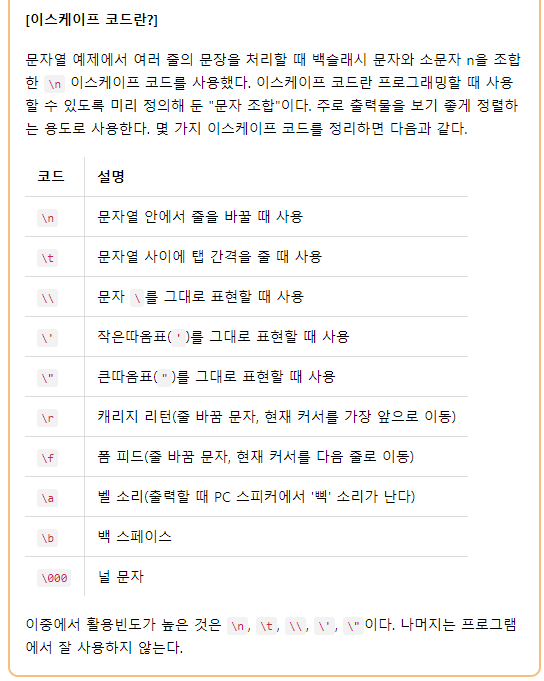 [이스케이프 코드란?]
문자열 예제에서 여러 줄의 문장을 처리할 때 백슬래시 문자와 소문자 n을 조합
한 \n 이스케이프 코드를 사용했다. 이스케이프 코드란 프로그래밍할 때 사용
할 수 있도록 미리 정의해 둔 "문자 조합"이다. 주로 출력물을 보기 좋게 정렬하
는 용도로 사용한다. 몇 가지 이스케이프 코드를 정리하면 다음과 같다.
코드 설명
\n 문자열 안에서 줄을 바꿀 때 사용
\t 문자열 사이에 탭 간격을 줄 때 사용
\\ 문자 \를 그대로 표현할 때 사용
\' 작은따옴표(')를 그대로 표현할 때 사용
\" 큰따옴표(")를 그대로 표현할 때 사용
\r 캐리지 리턴(줄 바꿈 문자, 현재 커서를 가장 앞으로 이동)
\f 폼 피드(줄 바꿈 문자, 현재 커서를 다음 줄로 이동)
\a 벨 소리(출력할 때 PC 스피커에서 '삑' 소리가 난다)
\b 백 스페이스
\000 널 문자
이중에서 활용빈도가 높은 것은 \n, \t, \\, \', \"이다. 나머지는 프로그램
에서 잘 사용하지 않는다.